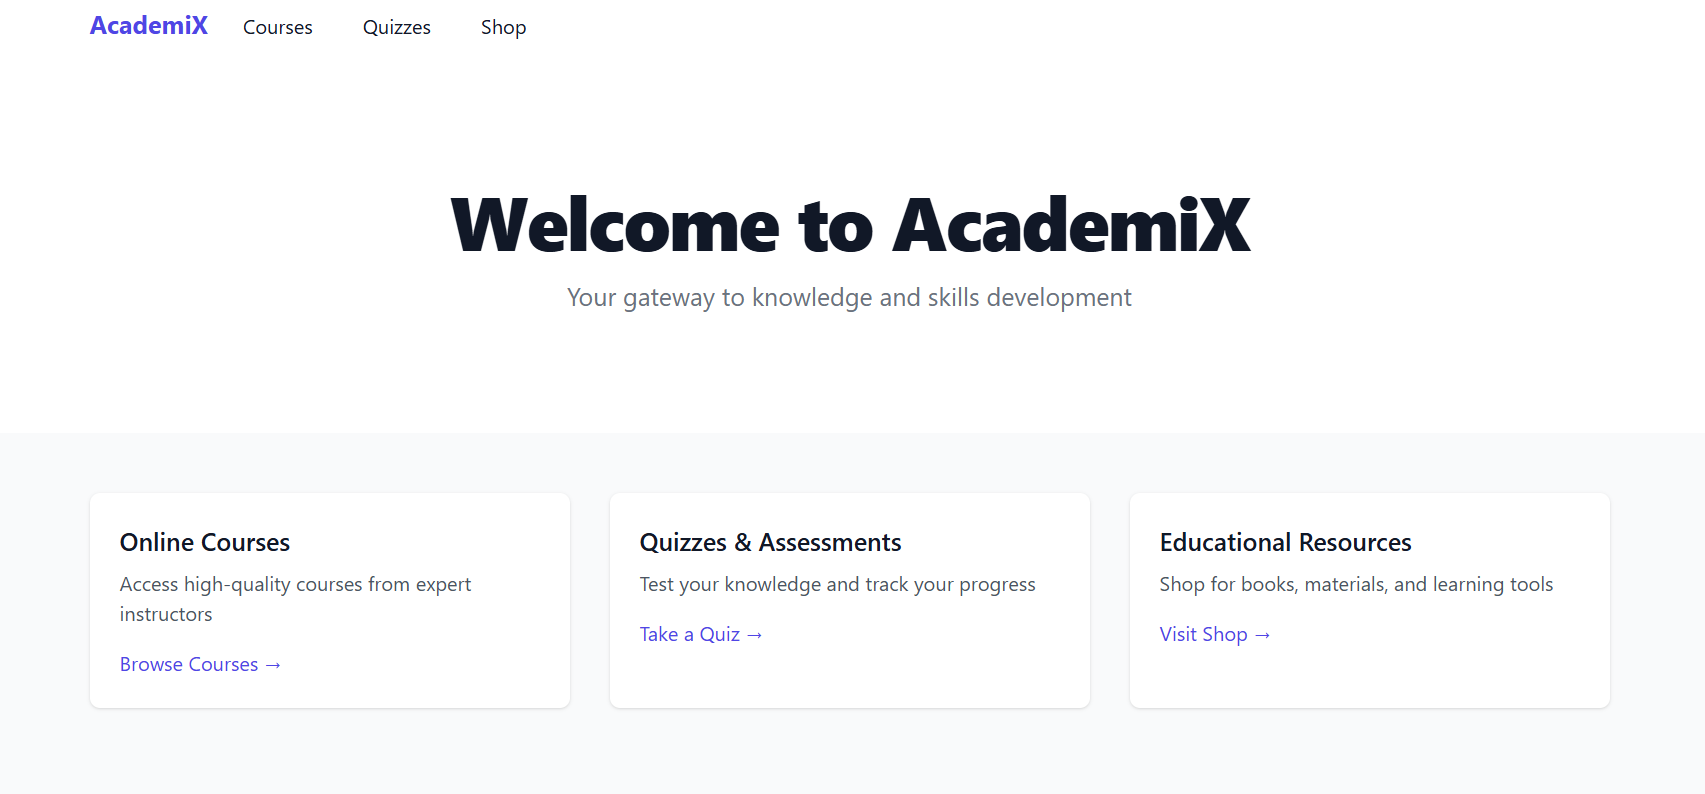 AcademiX Courses Quizzes Shop
Welcome to AcademiX
Your gateway to knowledge and skills development
Online Courses
Access high-quality courses from expert
instructors
Browse Courses →
Quizzes & Assessments
Test your knowledge and track your progress
Take a Quiz →
Educational Resources
Shop for books, materials, and learning tools
Visit Shop →